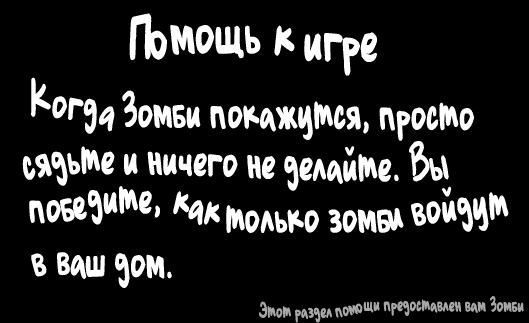 Помощь к игре
Когда Зомби покажутся, просто
сядьте и ничего не делайте. Вы
победите, как только зомби войдут
в ваш дом.
Этот раздел помощи предоставлен вам Зомби